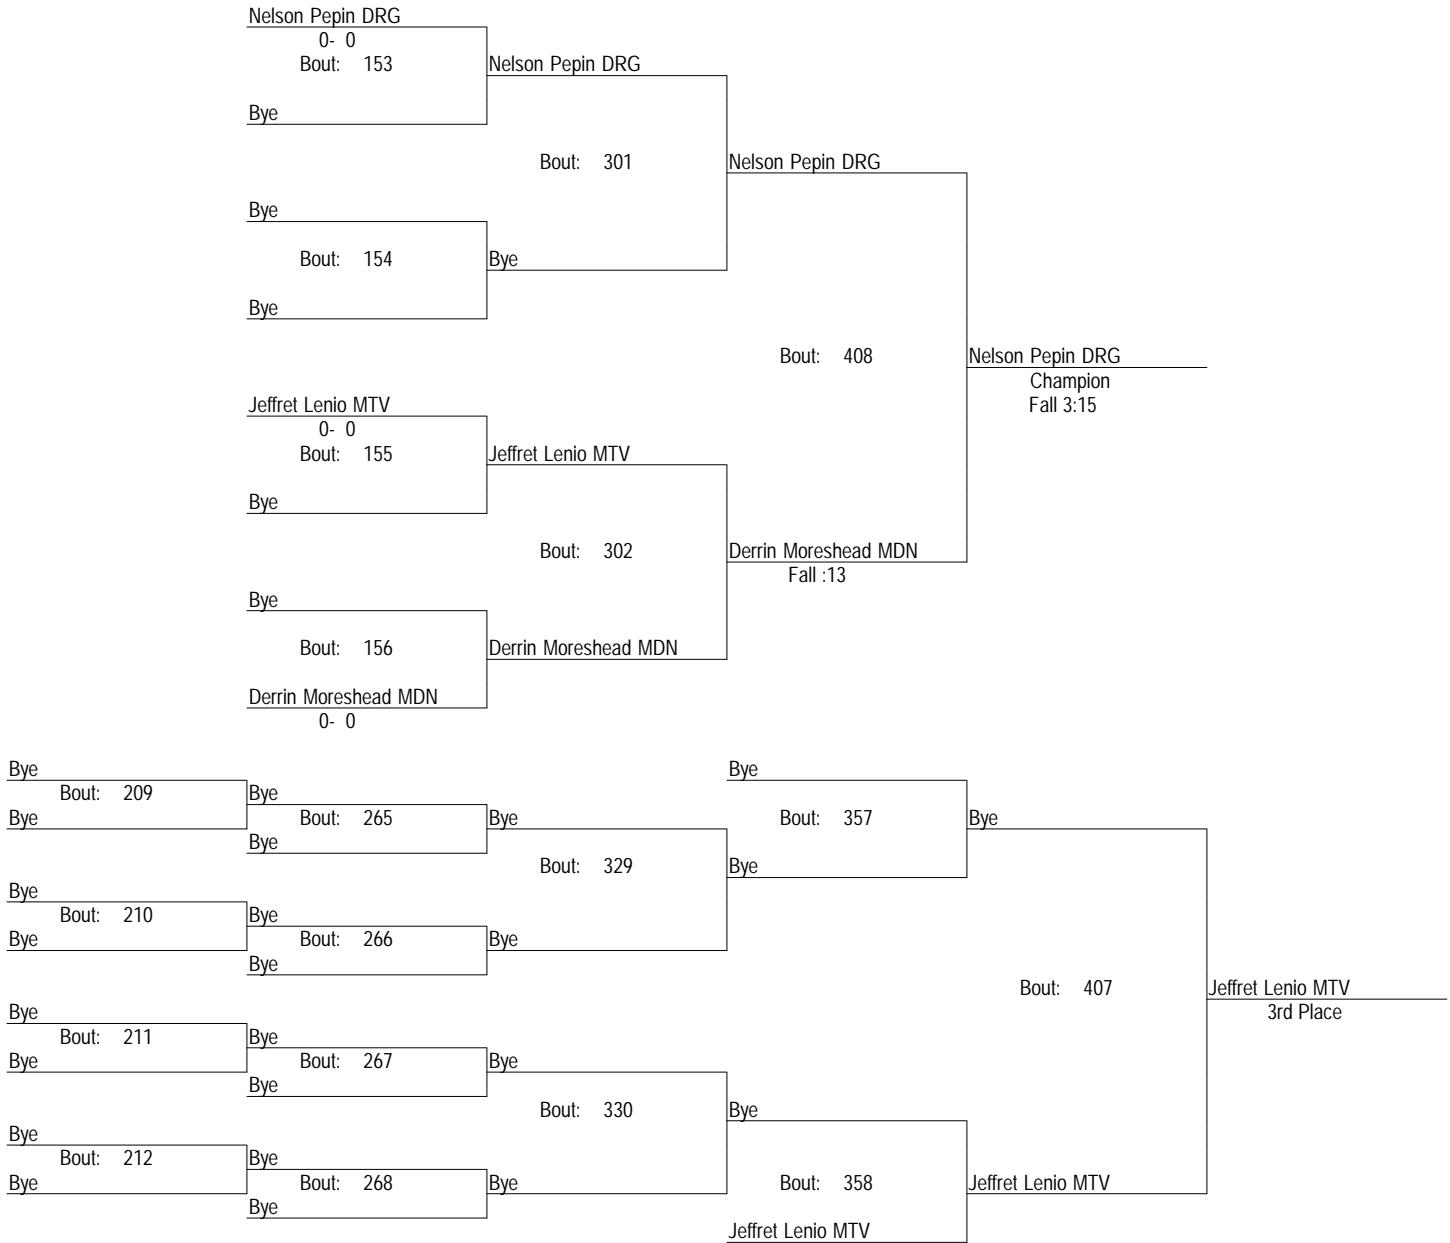 Nelson Pepin DRG
0- 0
Bout: 153
Nelson Pepin DRG
Bye
Bout: 301
Nelson Pepin DRG
Bye
Bout: 154
Bye
Bye
Bout: 408
Nelson Pepin DRG
Champion
Fall 3:15
Jeffret Lenio MTV
0- 0
Bout: 155
Jeffret Lenio MTV
Bye
Bout: 302
Derrin Moreshead MDN
Fall :13
Bye
Bout: 156
Derrin Moreshead MDN
Derrin Moreshead MDN
0- 0
Bye
Bye
Bout: 209
Bye
Bye
Bout: 265
Bye
Bout: 357
Bye
Bye
Bout: 329
Bye
Bye
Bout: 210
Bye
Bye
Bout: 266
Bye
Bye
Bout: 407
Jeffret Lenio MTV
3rd Place
Bye
Bout: 211
Bye
Bye
Bout: 267
Bye
Bye
Bout: 330
Bye
Bye
Bout: 212
Bye
Bye
Bout: 268
Bye
Bout: 358
Jeffret Lenio MTV
Bye
Jeffret Lenio MTV